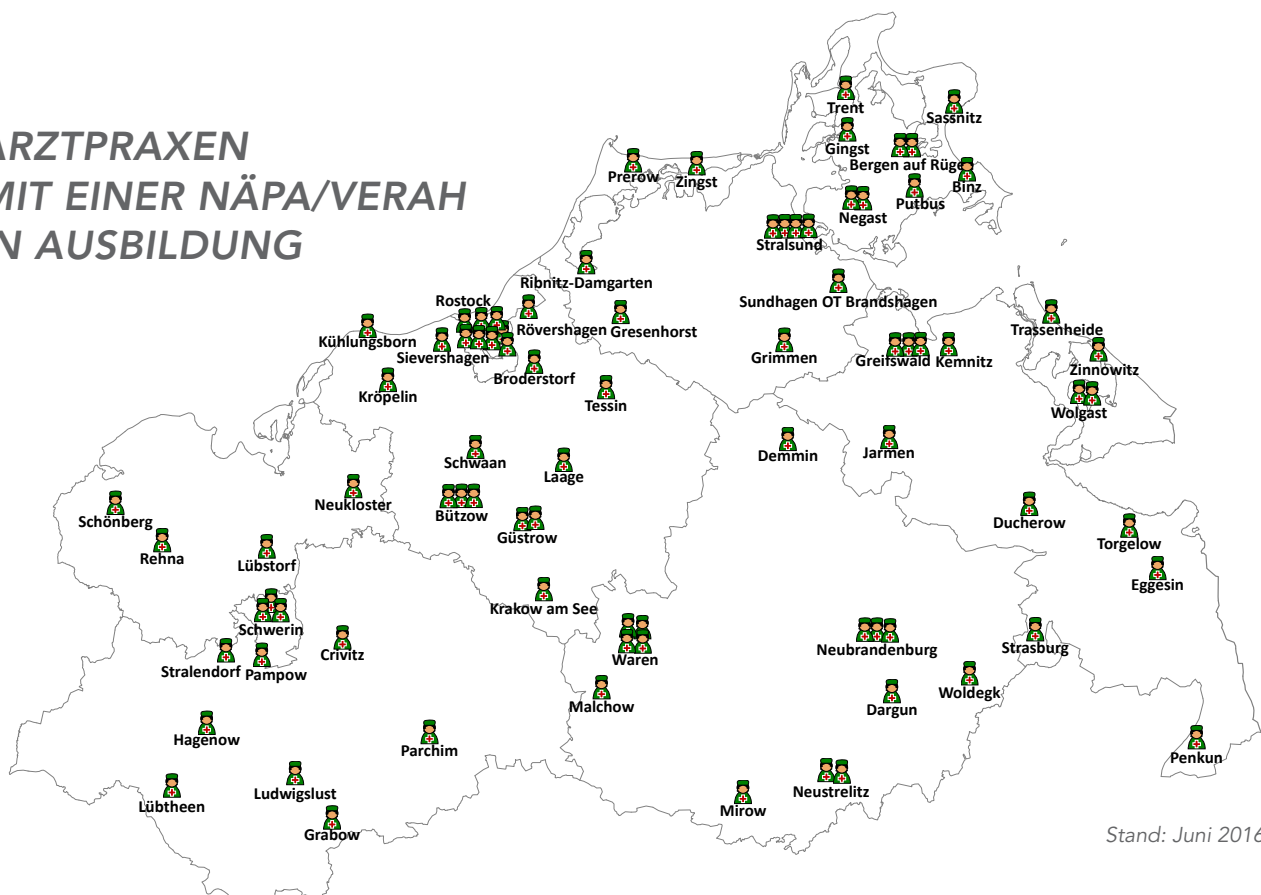 ARZTPRAXEN
MIT EINER NÄPA/VERAH
N AUSBILDUNG
Trent
Sassnitz
Gingst
Bergen auf Rüge
Binz
Prerow
Zingst
Putbus
Negast
Stralsund
Ribnitz-Damgarten
Sundhagen OT Brandshagen
Rostock
Rövershagen
Gresenhorst
Trassenheide
Kühlungsborn
Sievershagen
Grimmen
Greifswald
Kemnitz
Zinnowitz
Broderstorf
Kröpelin
Tessin
Wolgast
Demmin
Jarmen
Schwaan
Laage
Neukloster
Bützow
Schönberg
Güstrow
Ducherow
Torgelow
Rehna
Lübstorf
Eggesin
Krakow am See
Schwerin
Crivitz
Waren
Neubrandenburg
Strasburg
Stralendorf
Pampow
Malchow
Dargun
Woldegk
Hagenow
Parchim
Penkun
Lübtheen
Ludwigslust
Neustrelitz
Mirow
Grabow
Stand: Juni 2016